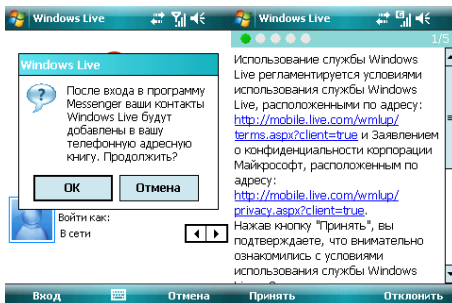 Windows Live
Windows Live
После входа в программу
Messenger ваши контакты
Windows Live будут
добавлены в вашу
телефонную адресную
книгу. Продолжить?
ОК
Отмена
Войти как:
В сети
Вход
Отмена
Windows Live
1/5
Использование службы Windows
Live регламентируется условиями
использования службы Windows
Live, расположенными по адресу:
http://mobile.live.com/wmlup/
terms.aspx?client=true и Заявлением
о конфиденциальности корпорации
Майкрософт, расположенным по
адресу:
http://mobile.live.com/wmlup/
privacy.aspx?client=true.
Нажав кнопку "Принять", вы
подтверждаете, что внимательно
ознакомились с условиями
использования службы Windows
Принять
Отклонить